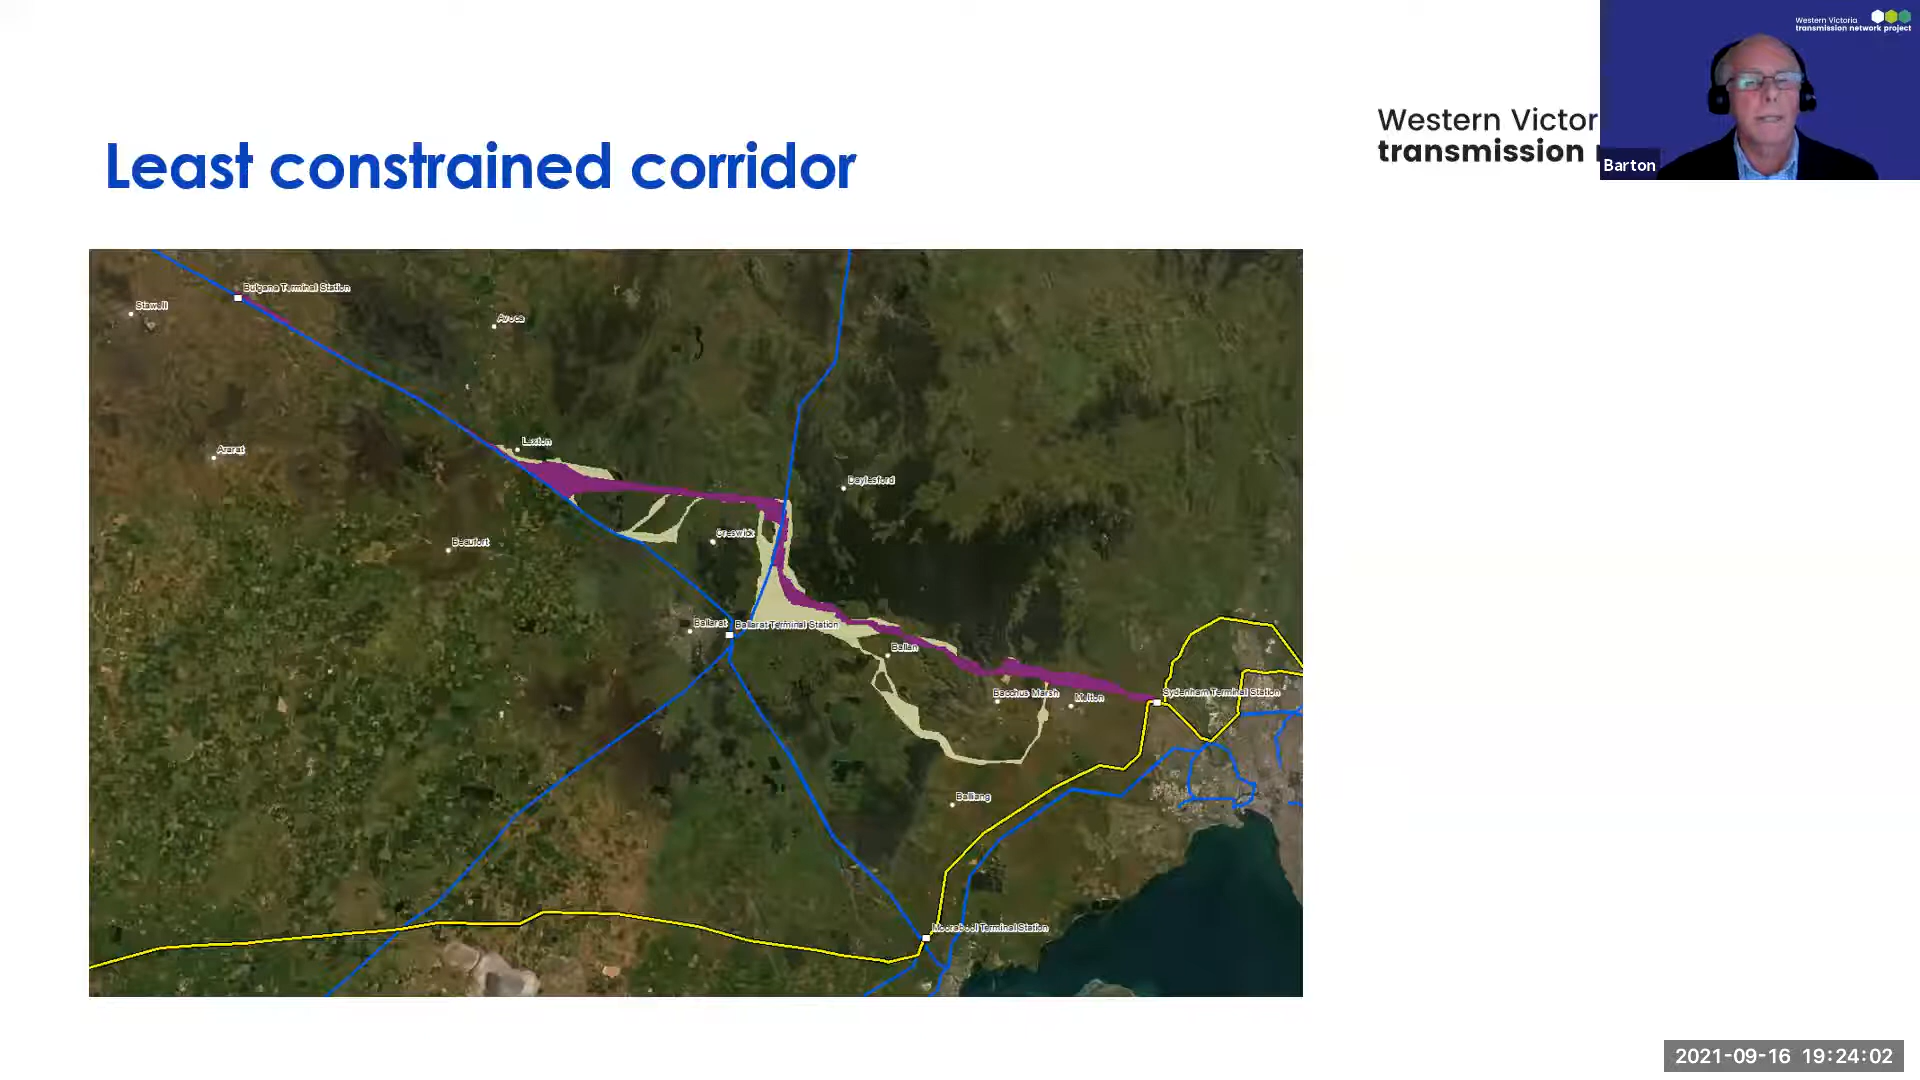 Western Victoria
transmission network project
Western Victor
transmission
Barton
Least constrained corridor
Bulgana Terminal Station
Stawell
Avoca
Lexton
Ararat
Daylesford
Creswick
Beaufort
Ballarat
Ballarat Terminal Station
Ballan
Bacchus Marsh
Melton
Sydenham Terminal Station
Balliang
Moorabool Terminal Station
2021-09-16 19:24:02